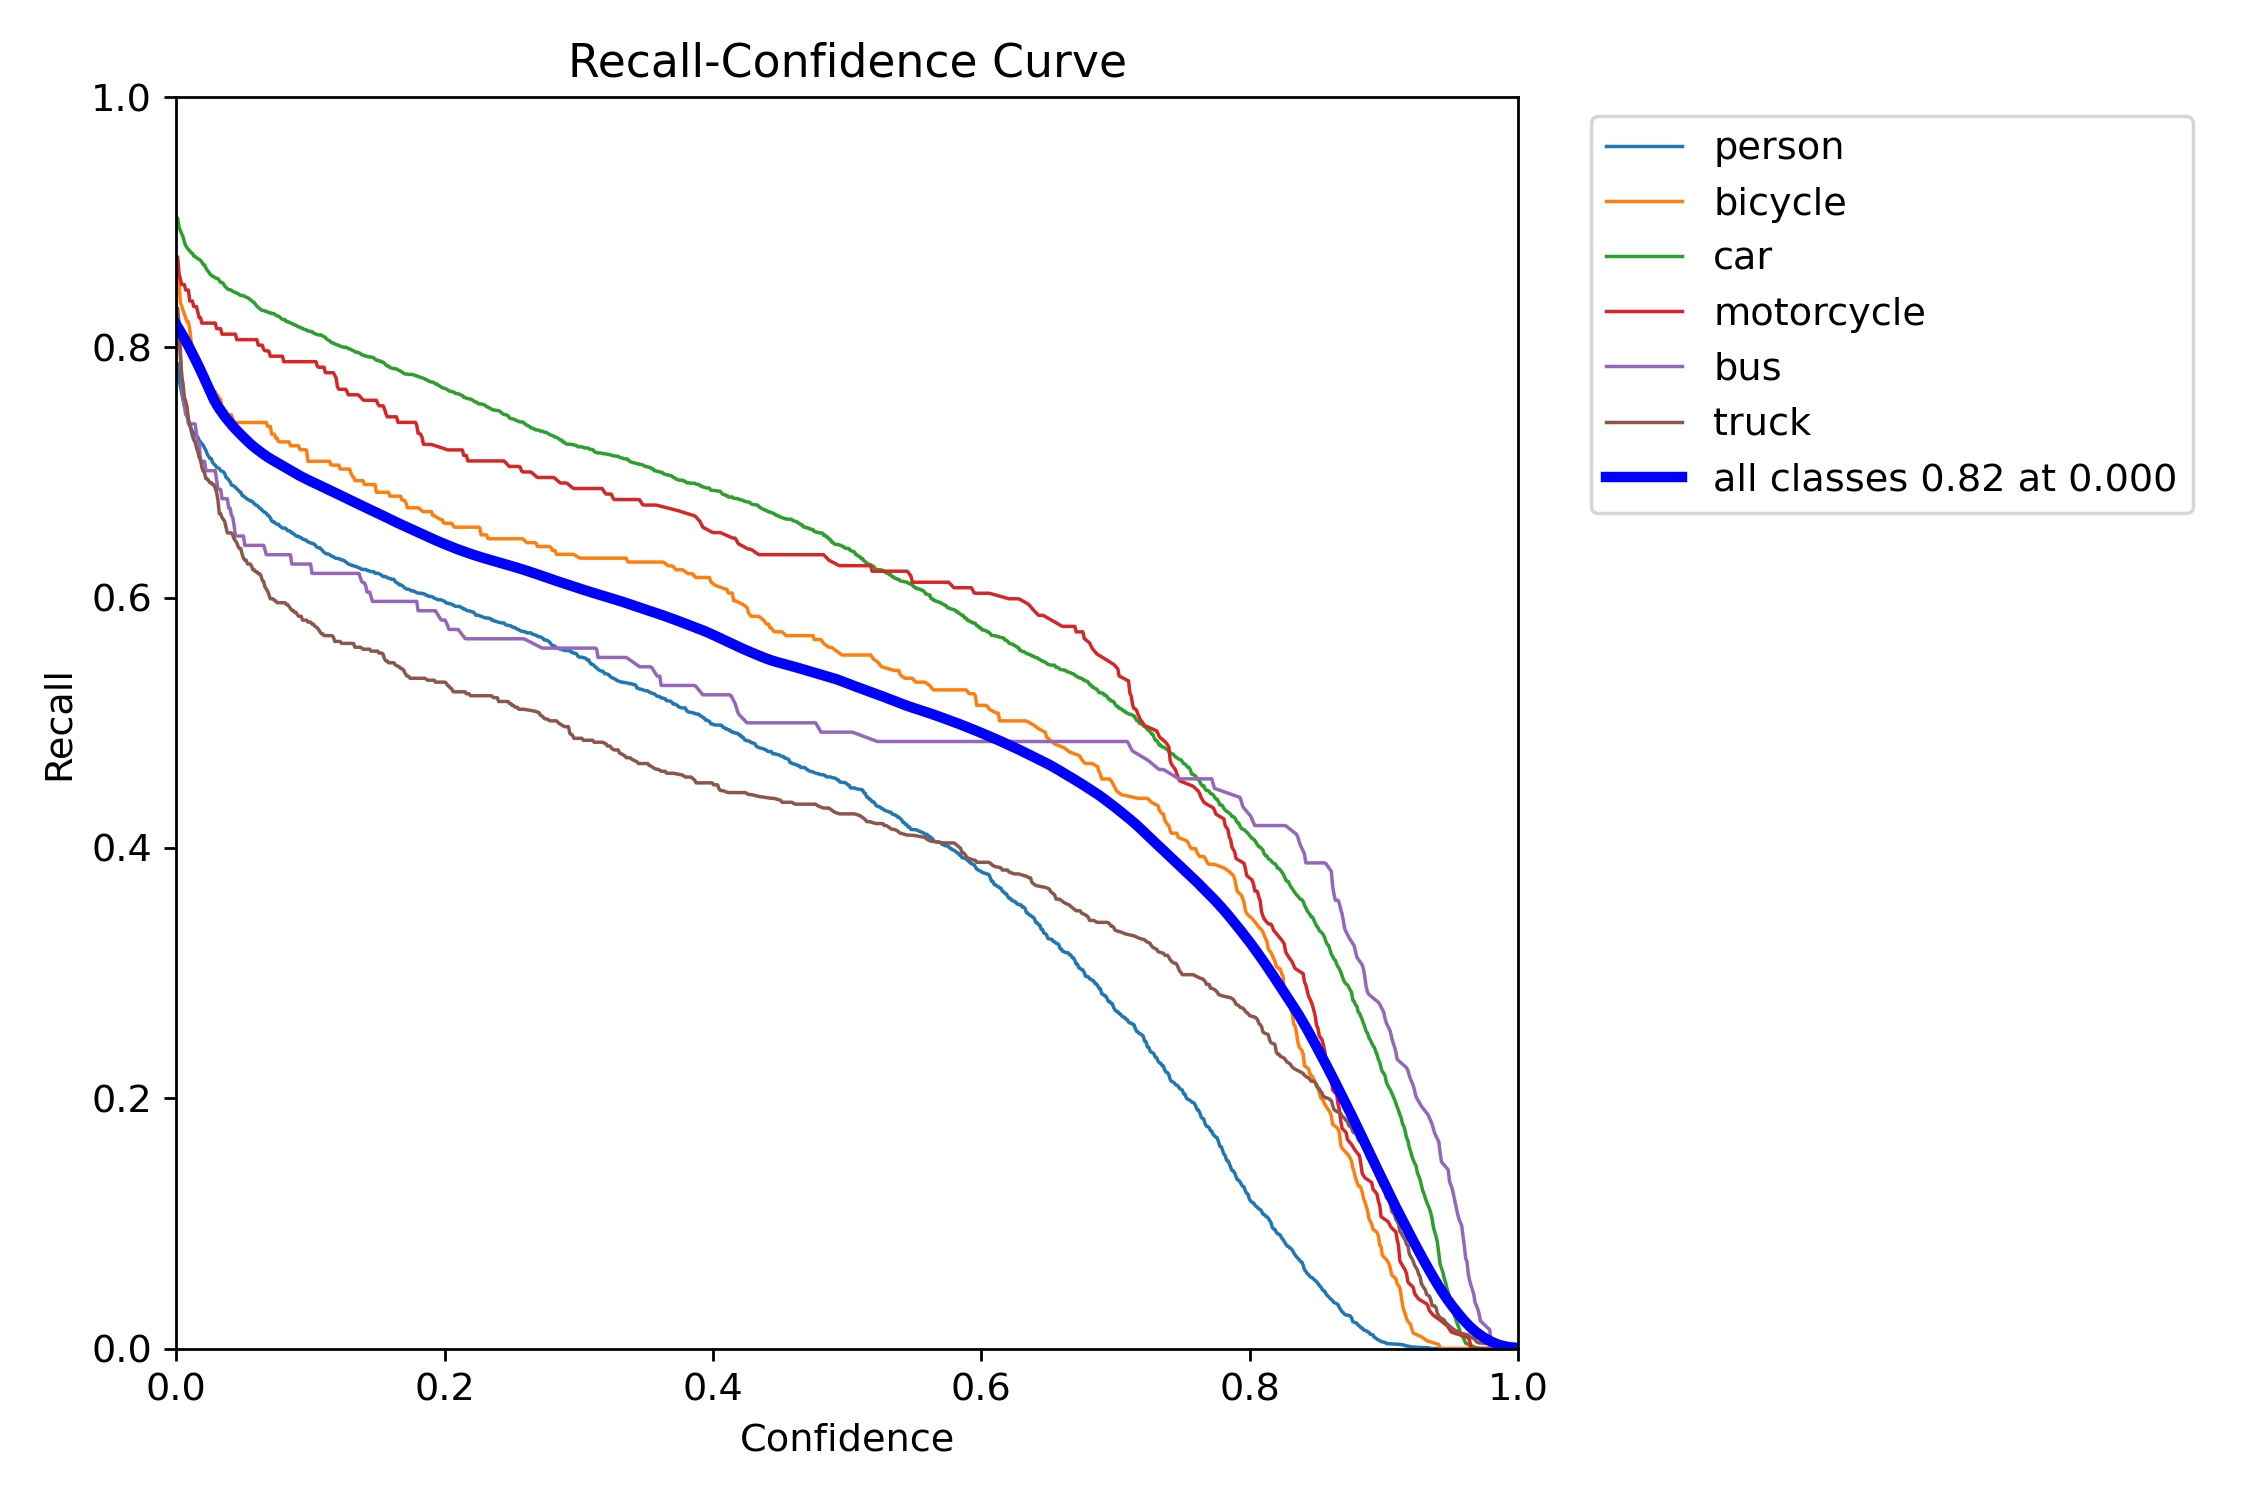 Recall-Confidence Curve
1.0
0.8
0.6
0.4
0.2
0.0
Recall
0.0 0.2 0.4 0.6 0.8 1.0
Confidence
person
bicycle
car
motorcycle
bus
truck
all classes 0.82 at 0.000